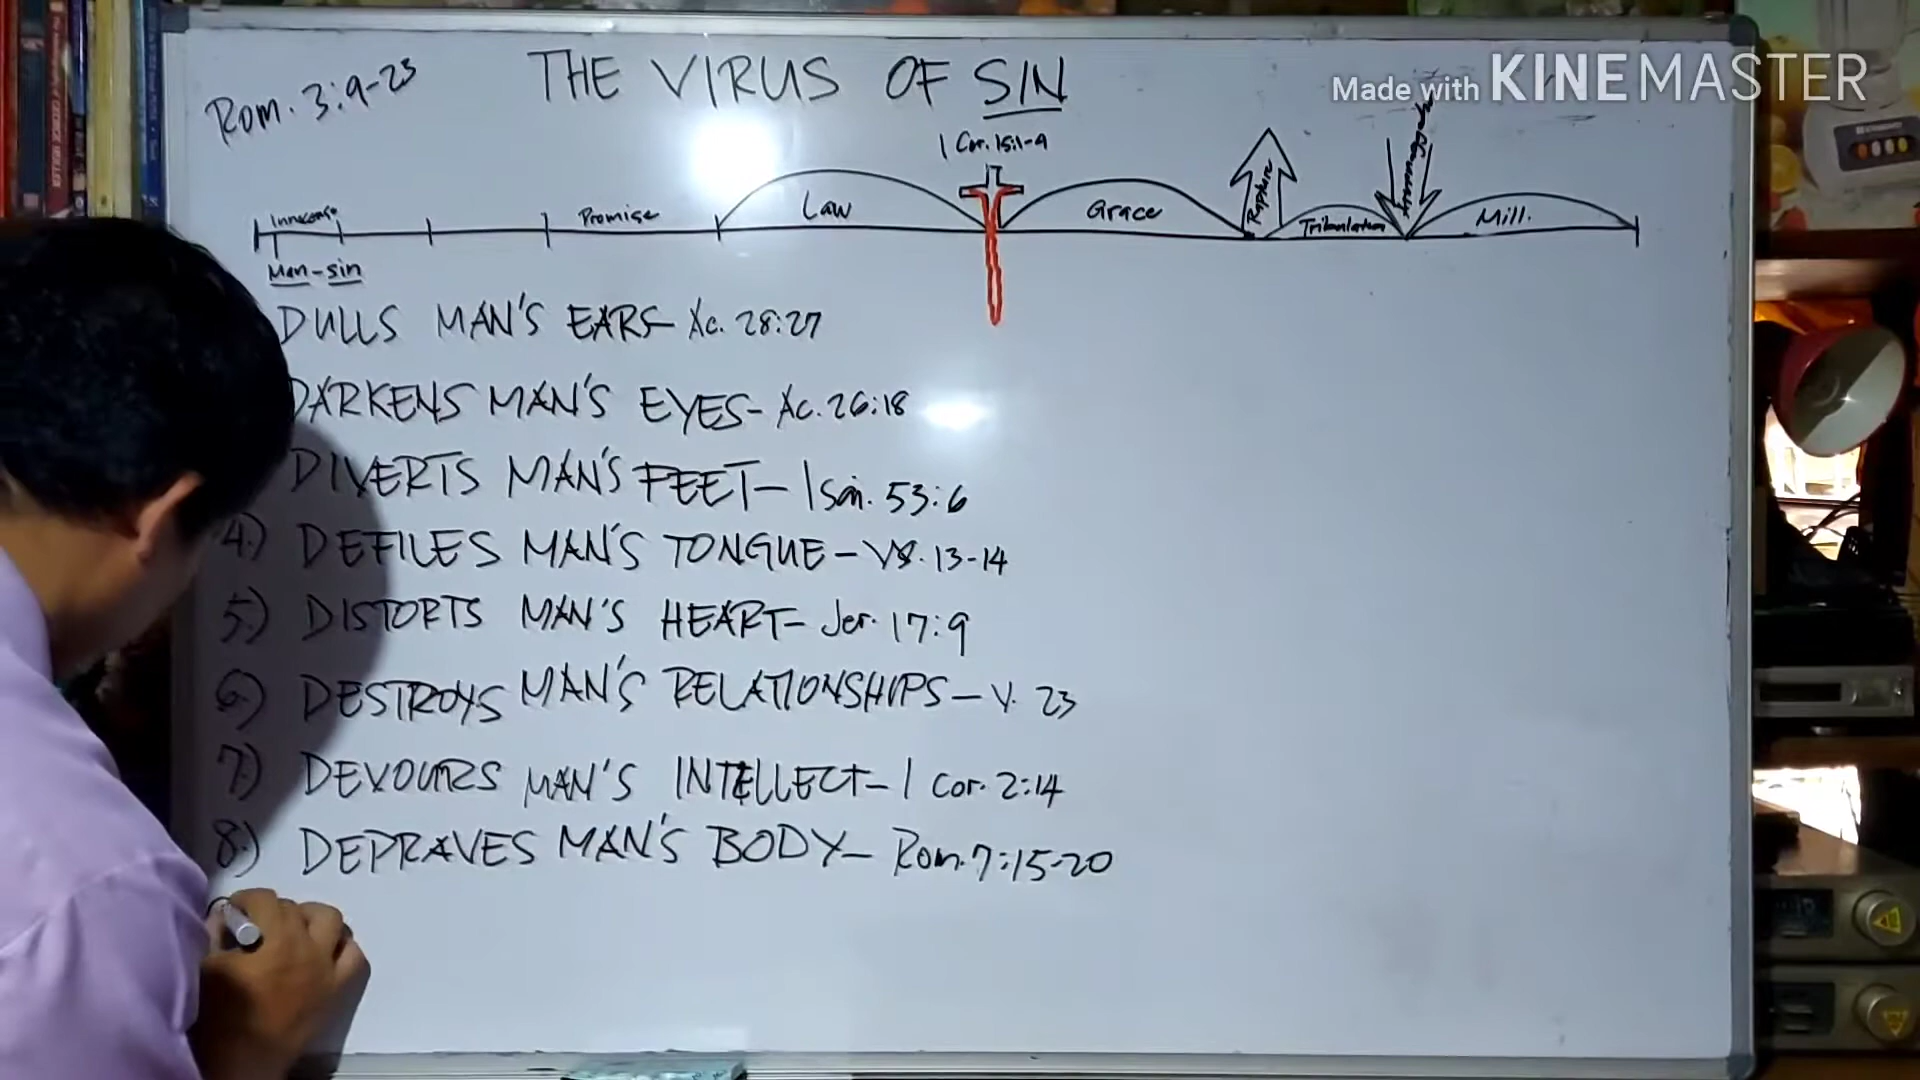 Made with KINEMASTER
Rom. 3:9-23
THE VIRUS OF SIN
1 Cor. 15:1-4
Innocense
Promise
Law
Grace
Rapture
Tribulation
Mill.
Man-sin
DULLS MAN'S EARS- Ac. 28:27
DARKENS MAN'S EYES- Ac. 26:18
DIVERTS MAN'S FEET- Isai. 53:6
4.) DEFILES MAN'S TONGUE- VS. 13-14
5.) DISTORTS MAN'S HEART- Jer. 17:9
6.) DESTROYS MAN'S RELATIONSHIPS- V. 23
7.) DEVOURS MAN'S INTELLECT- 1 Cor. 2:14
8.) DEPRAVES MAN'S BODY- Rom. 7:15-20